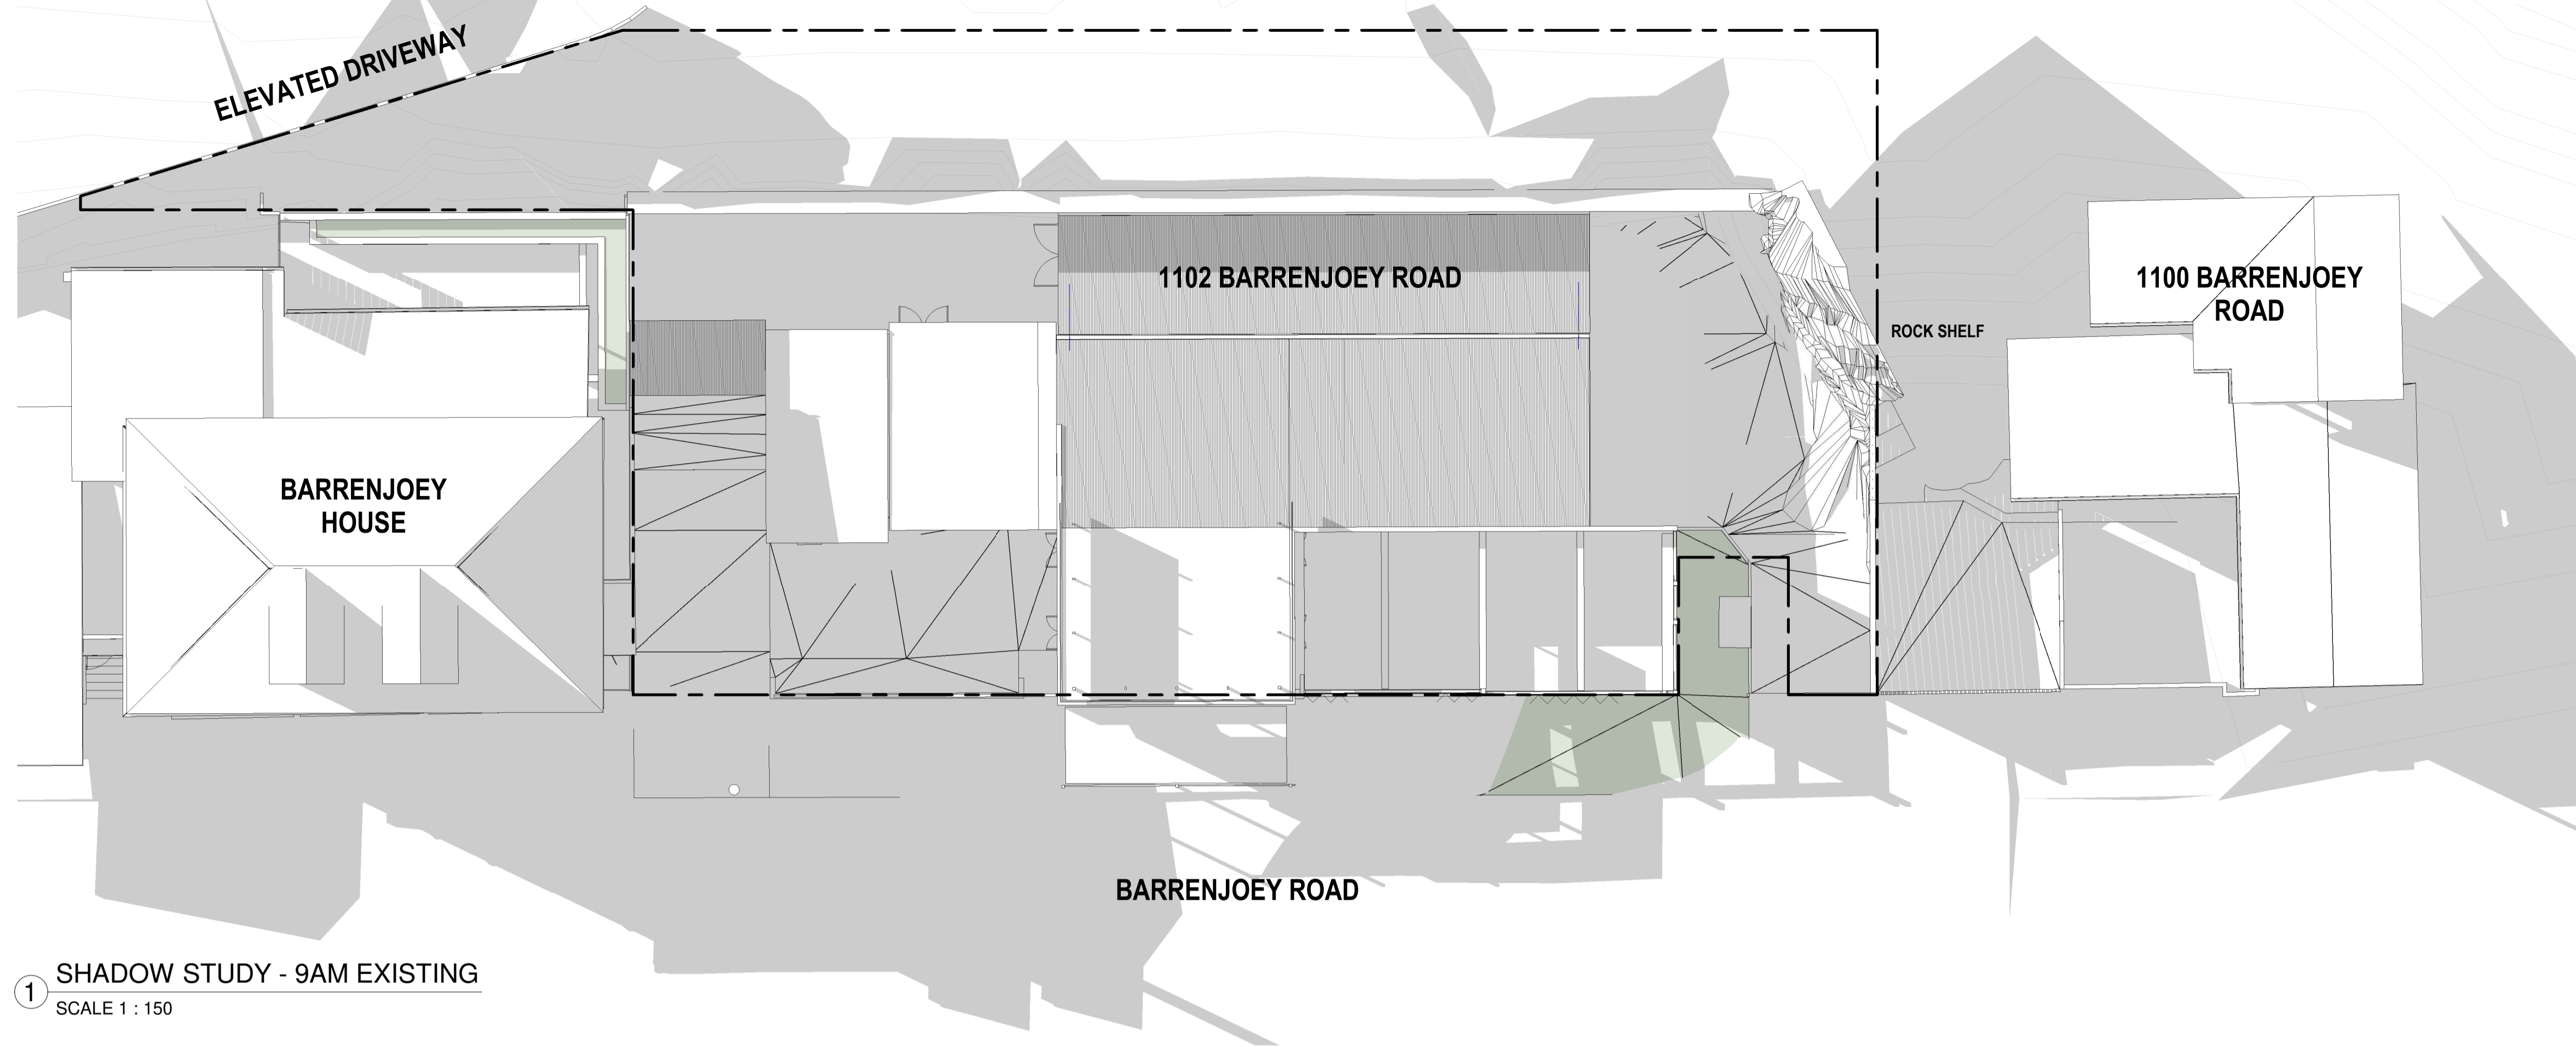 ELEVATED DRIVEWAY
1102 BARRENJOEY ROAD
1100 BARRENJOEY
ROAD
ROCK SHELF
BARRENJOEY
HOUSE
BARRENJOEY ROAD
1
SHADOW STUDY - 9AM EXISTING
SCALE 1 : 150